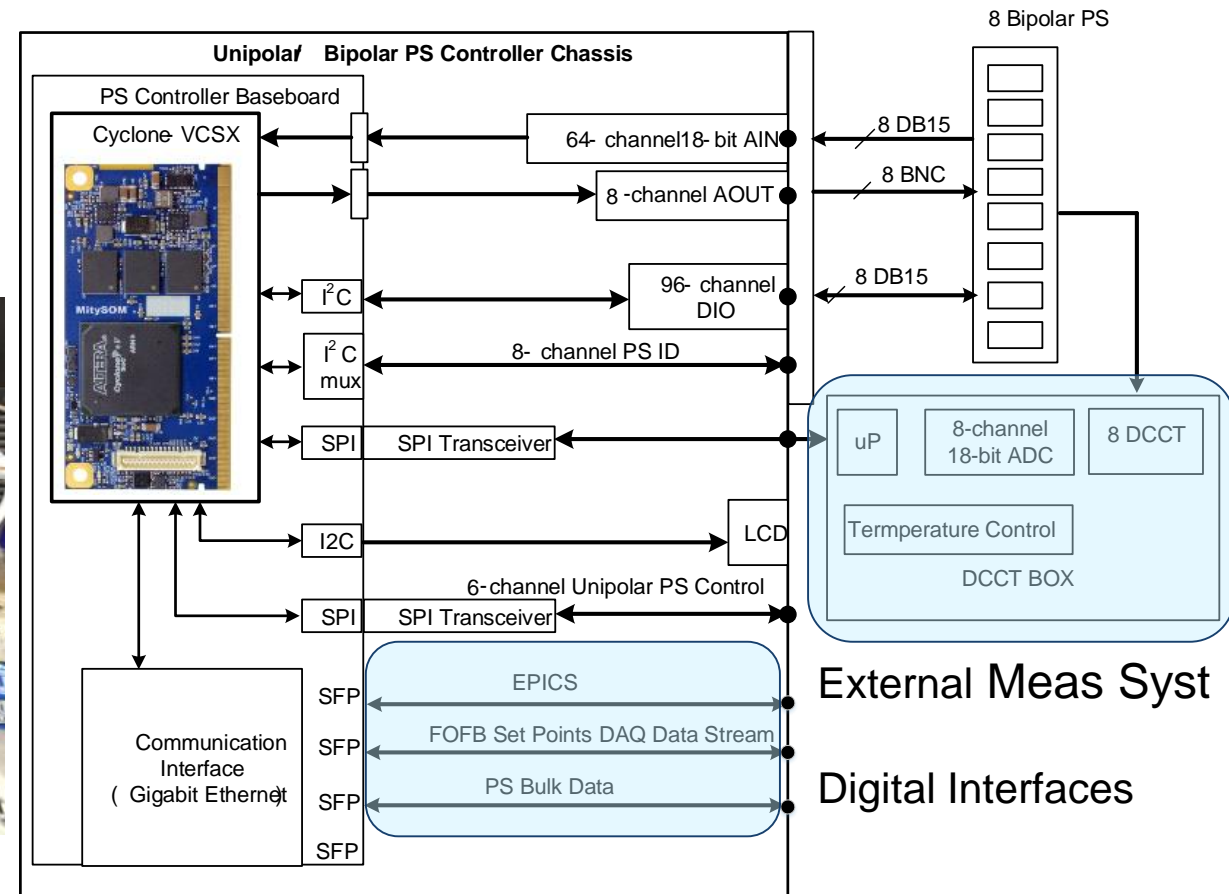 8 Bipolar PS
Unipolar/ Bipolar PS Controller Chassis
PS Controller Baseboard
Cyclone- VCSX
MitySOM
ALTERA
64- channel18- bit AIN
8 DB15
8 -channel AOUT
8 BNC
I²C
96- channel
DIO
8 DB15
I² C
mux
8- channel PS ID
SPI
SPI Transceiver
uP
8-channel
18-bit ADC
8 DCCT
Termperature Control
DCCT BOX
I2C
LCD
6-channel Unipolar PS Control
SPI
SPI Transceiver
External Meas Syst
Communication
Interface
( Gigabit Ethernet)
SFP
EPICS
SFP
FOFB Set Points DAQ Data Stream
SFP
PS Bulk Data
SFP
Digital Interfaces